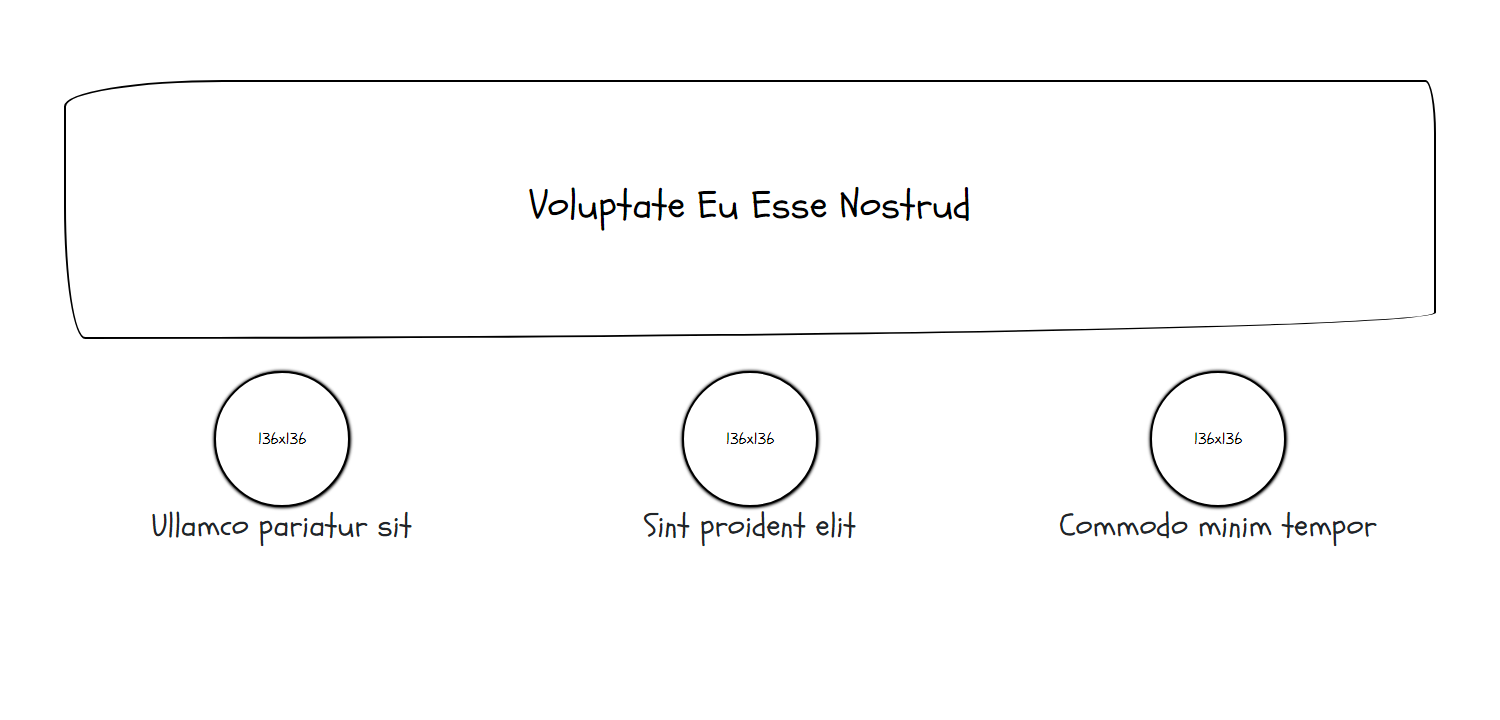 Voluptate Eu Esse Nostrud
136x136
136x136
136x136
Ullamco pariatur sit
Sint proident elit
Commodo minim tempor